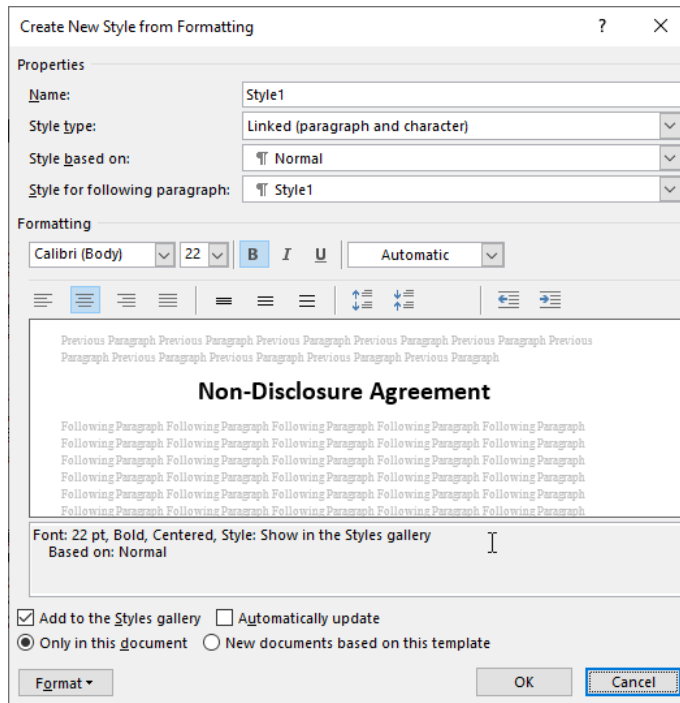 Create New Style from Formatting
Properties
Name: Style1
Style type: Linked (paragraph and character)
Style based on: ¶ Normal
Style for following paragraph: ¶ Style1
Formatting
Calibri (Body) 22 B I U Automatic
Previous Paragraph Previous Paragraph Previous Paragraph Previous Paragraph Previous Paragraph Previous
Paragraph Previous Paragraph Previous Paragraph Previous Paragraph Previous Paragraph
Non-Disclosure Agreement
Following Paragraph Following Paragraph Following Paragraph Following Paragraph Following Paragraph
Following Paragraph Following Paragraph Following Paragraph Following Paragraph Following Paragraph
Following Paragraph Following Paragraph Following Paragraph Following Paragraph Following Paragraph
Following Paragraph Following Paragraph Following Paragraph Following Paragraph Following Paragraph
Following Paragraph Following Paragraph Following Paragraph Following Paragraph Following Paragraph
Following Paragraph Following Paragraph Following Paragraph Following Paragraph Following Paragraph
Font: 22 pt, Bold, Centered, Style: Show in the Styles gallery
Based on: Normal
Add to the Styles gallery Automatically update
Only in this document New documents based on this template
Format OK Cancel